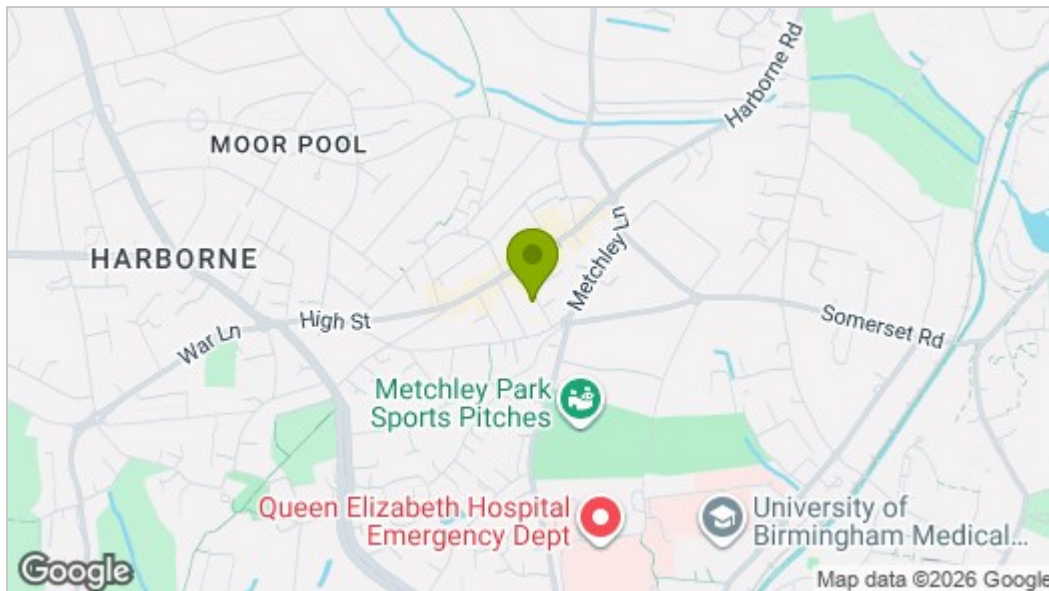 Harborne Rd
MOOR POOL
Metchley Ln
HARBORNE
High St
War Ln
Somerset Rd
Metchley Park
Sports Pitches
Queen Elizabeth Hospital
Emergency Dept
University of
Birmingham Medical...
Google
Map data ©2026 Google